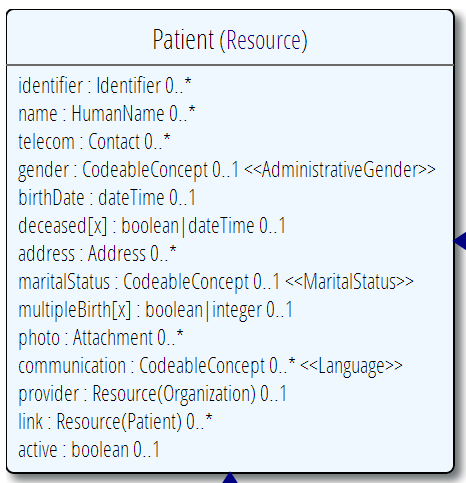 Patient (Resource)
identifier : Identifier 0..*
name : HumanName 0..*
telecom : Contact 0..*
gender : CodeableConcept 0..1 <<AdministrativeGender>>
birthDate : dateTime 0..1
deceased[x] : boolean|dateTime 0..1
address : Address 0..*
maritalStatus : CodeableConcept 0..1 <<MaritalStatus>>
multipleBirth[x] : boolean|integer 0..1
photo : Attachment 0..*
communication : CodeableConcept 0..* <<Language>>
provider : Resource(Organization) 0..1
link : Resource(Patient) 0..*
active : boolean 0..1